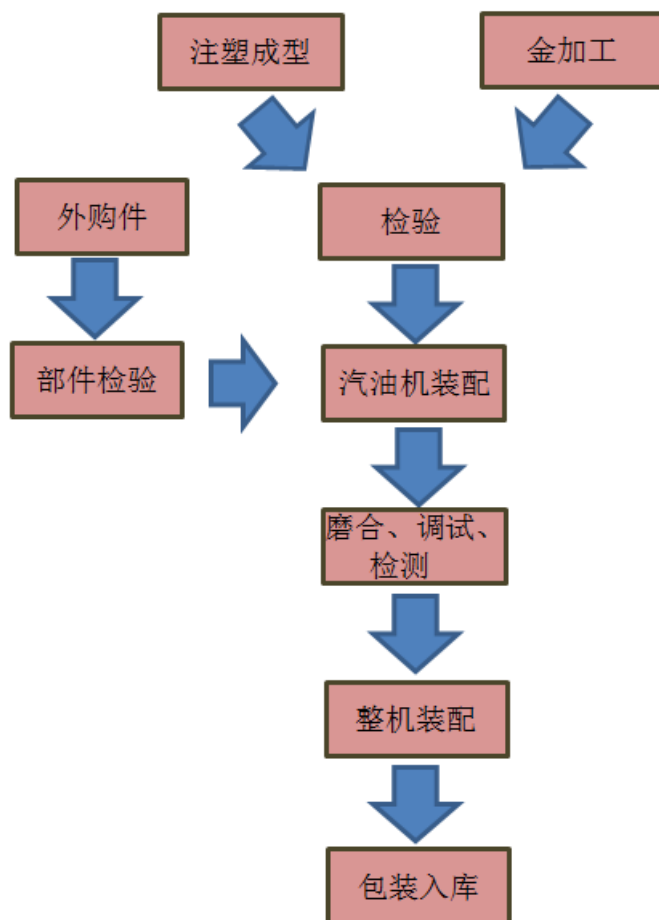 注塑成型
金加工
外购件
检验
部件检验
汽油机装配
磨合、调试、
检测
整机装配
包装入库